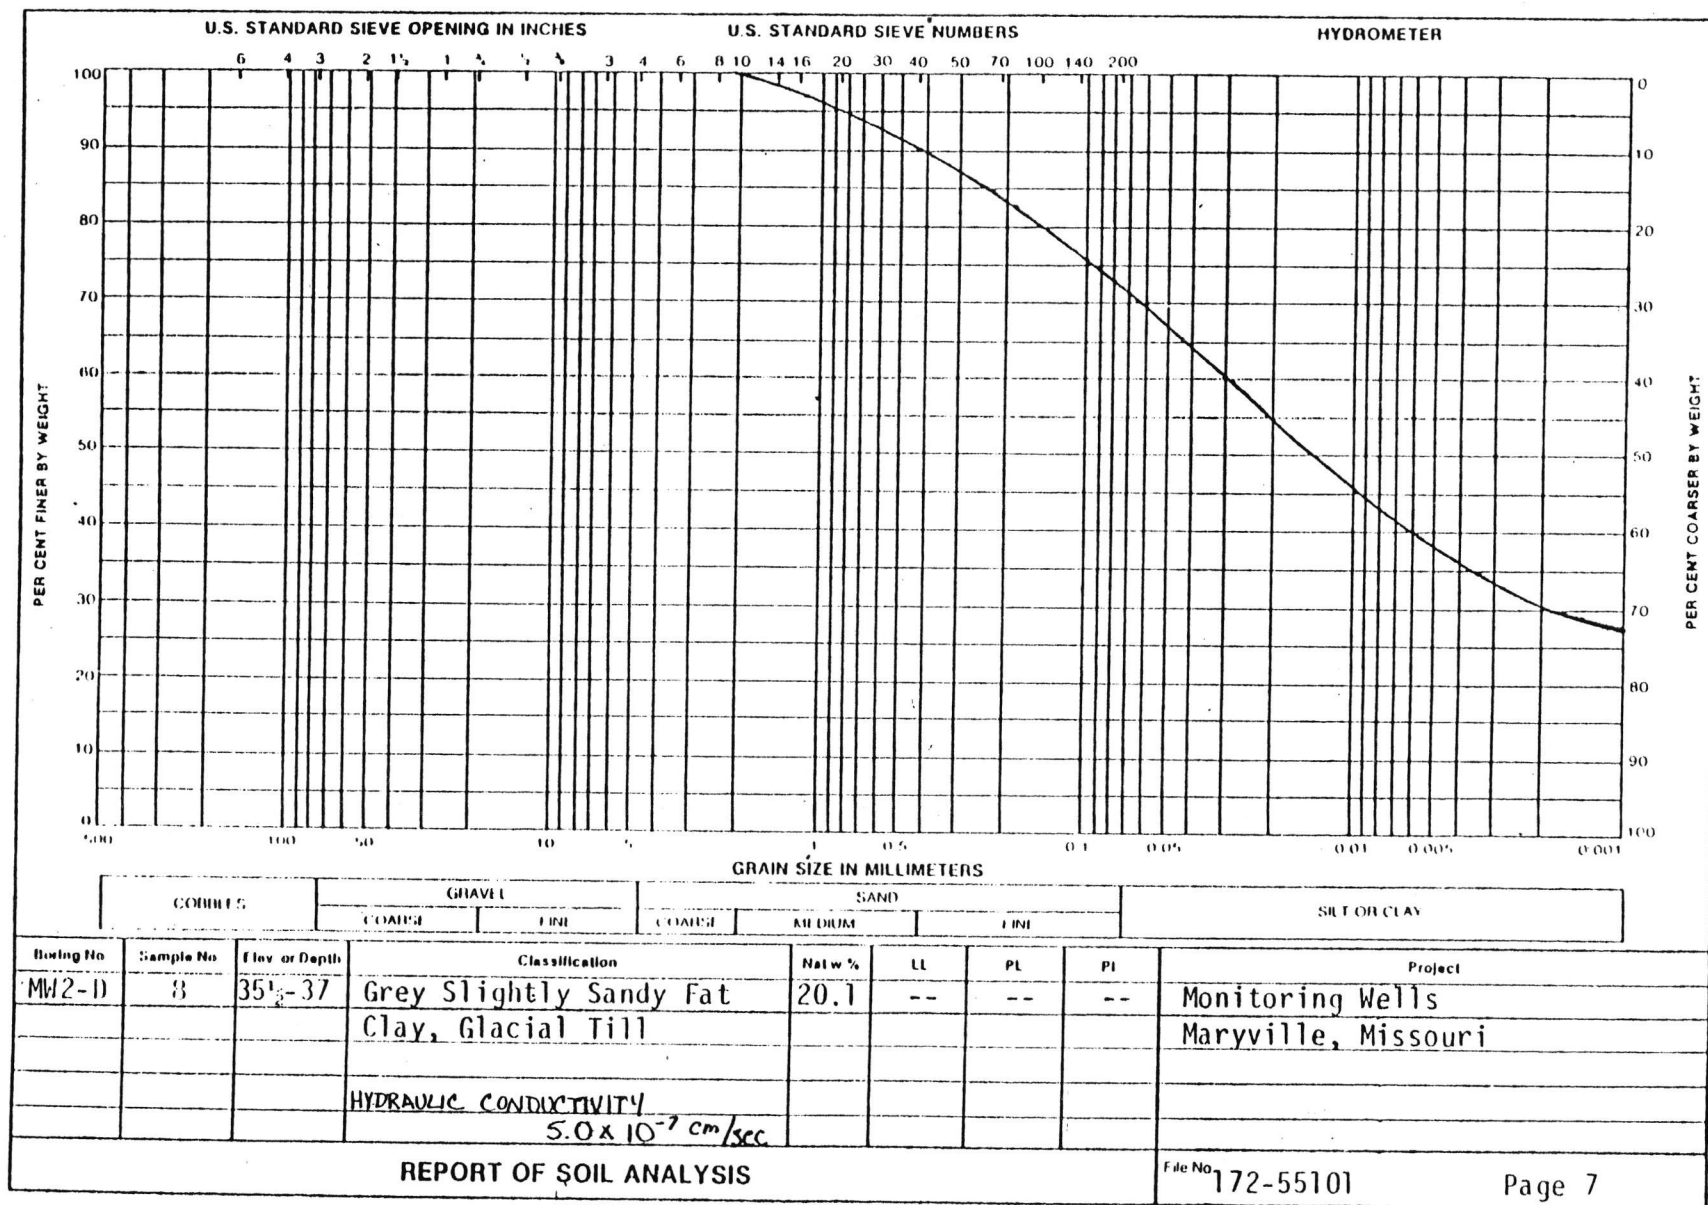 U.S. STANDARD SIEVE OPENING IN INCHES U.S. STANDARD SIEVE NUMBERS HYDROMETER
6 4 3 2 1½ 1 ¾ ½ ⅜ 3 4 6 8 10 14 16 20 30 40 50 70 100 140 200
100 0
90 10
80 20
70 30
60 40
50 50
40 60
30 70
20 80
10 90
0 100
PER CENT FINER BY WEIGHT
PER CENT COARSER BY WEIGHT
500 100 50 10 5 1 0.5 0.1 0.05 0.01 0.005 0.001
GRAIN SIZE IN MILLIMETERS
COBBLES GRAVEL SAND SILT OR CLAY
COARSE FINE COARSE MEDIUM FINE
Boring No Sample No Elev or Depth Classification Nat w % LL PL PI Project
MW2-D 8 35½-37 Grey Slightly Sandy Fat 20.1 -- -- -- Monitoring Wells
Clay, Glacial Till Maryville, Missouri
HYDRAULIC CONDUCTIVITY
5.0 x 10⁻⁷ cm/sec
REPORT OF SOIL ANALYSIS File No 172-55101 Page 7